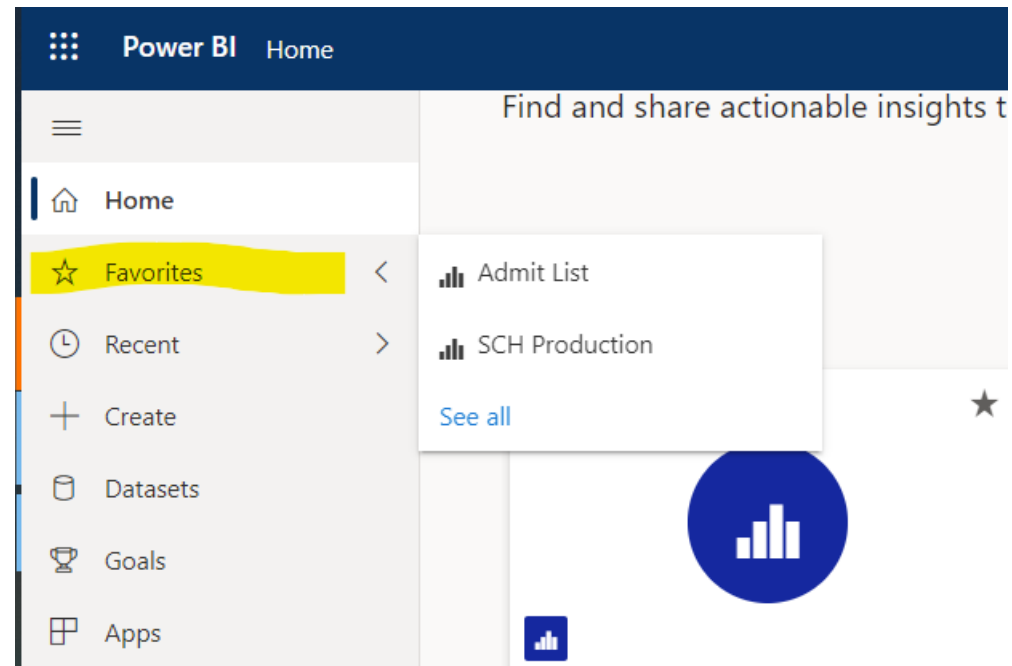 Power BI Home
Find and share actionable insights t
Home
Favorites
Admit List
Recent
SCH Production
Create
See all
Datasets
Goals
Apps